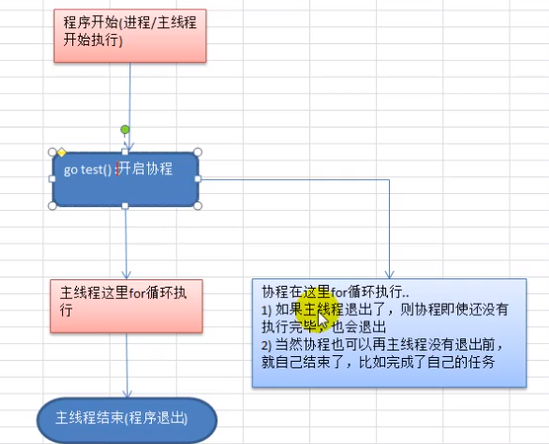 程序开始(进程/主线程
开始执行)
go test() :开启协程
主线程这里for循环执
行
协程在这里for循环执行..
1) 如果主线程退出了，则协程即使还没有
执行完毕，也会退出
2) 当然协程也可以再主线程没有退出前，
就自己结束了，比如完成了自己的任务
主线程结束(程序退出)